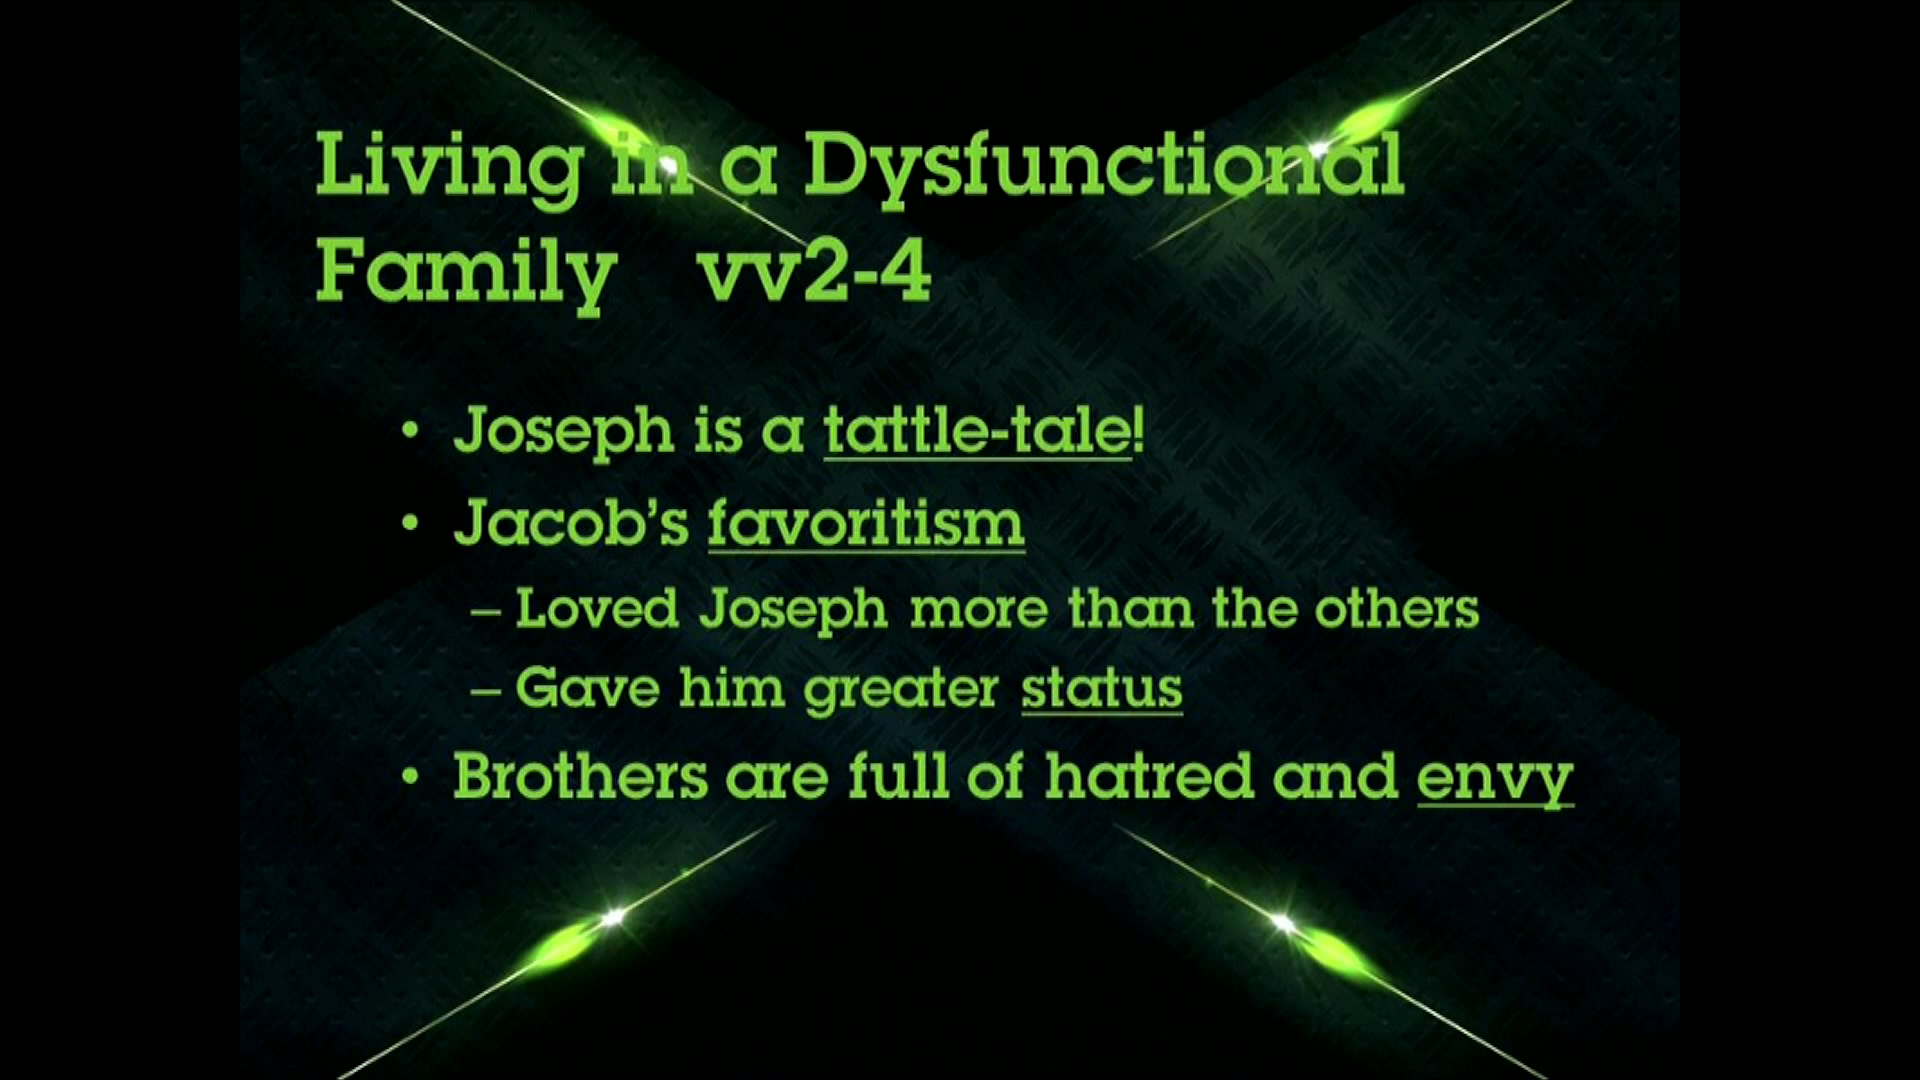 Living in a Dysfunctional
Family vv2-4
• Joseph is a tattle-tale!
• Jacob’s favoritism
– Loved Joseph more than the others
– Gave him greater status
• Brothers are full of hatred and envy